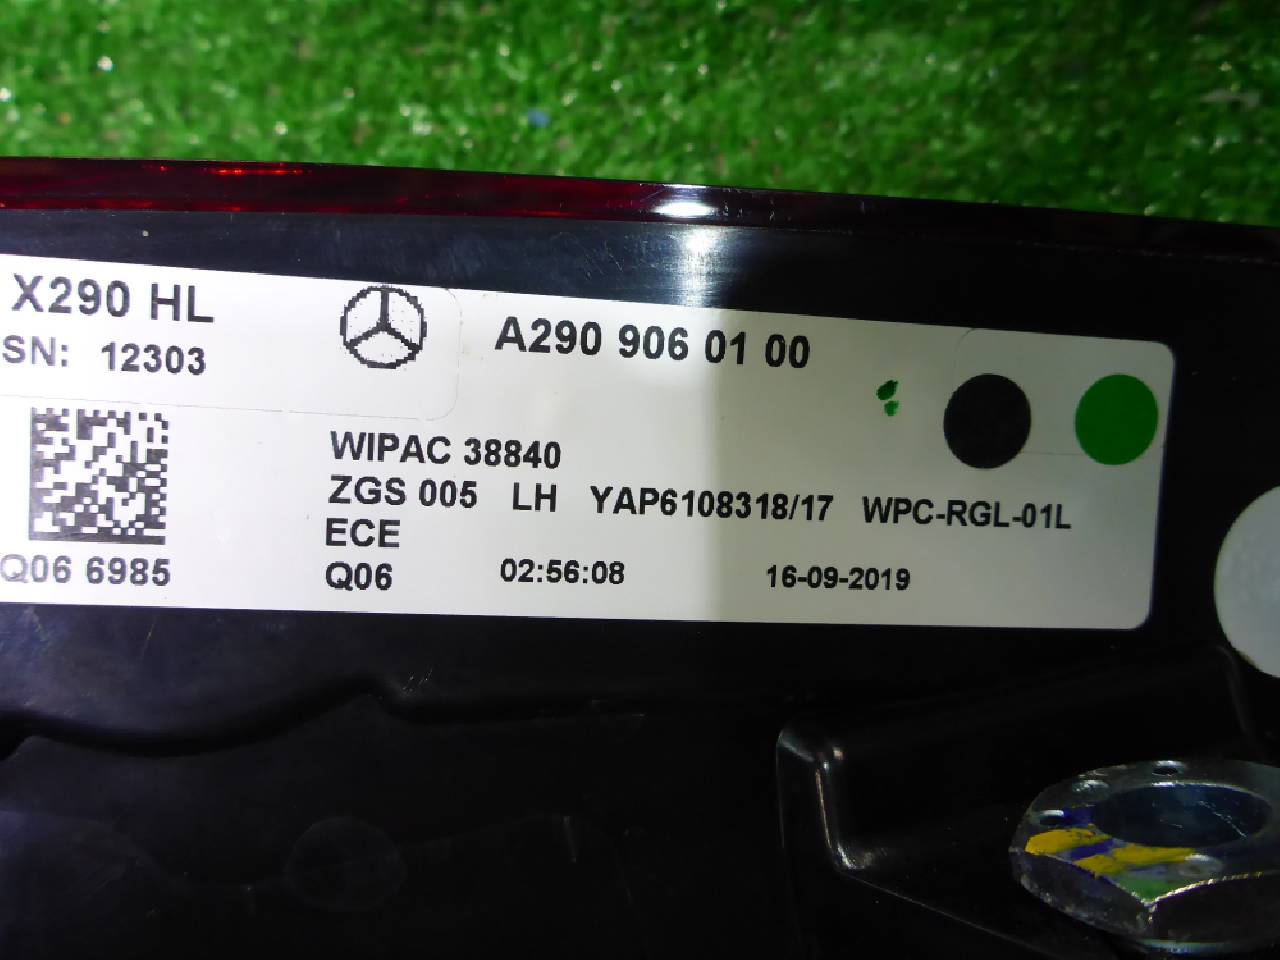 X290 HL
SN: 12303
A290 906 01 00
WIPAC 38840
ZGS 005 LH YAP6108318/17 WPC-RGL-01L
ECE
Q06 6985
Q06 02:56:08 16-09-2019